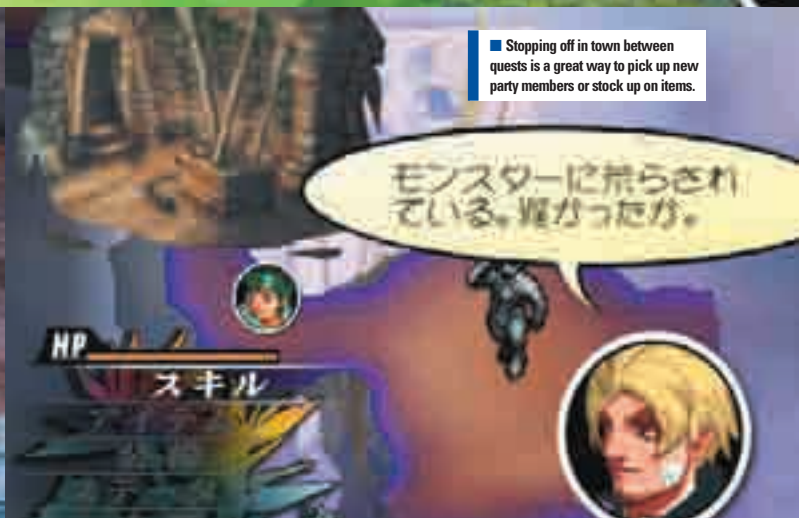 ■ Stopping off in town between
quests is a great way to pick up new
party members or stock up on items.
モンスターに荒らされ
ている。遅かったか。
HP
スキル